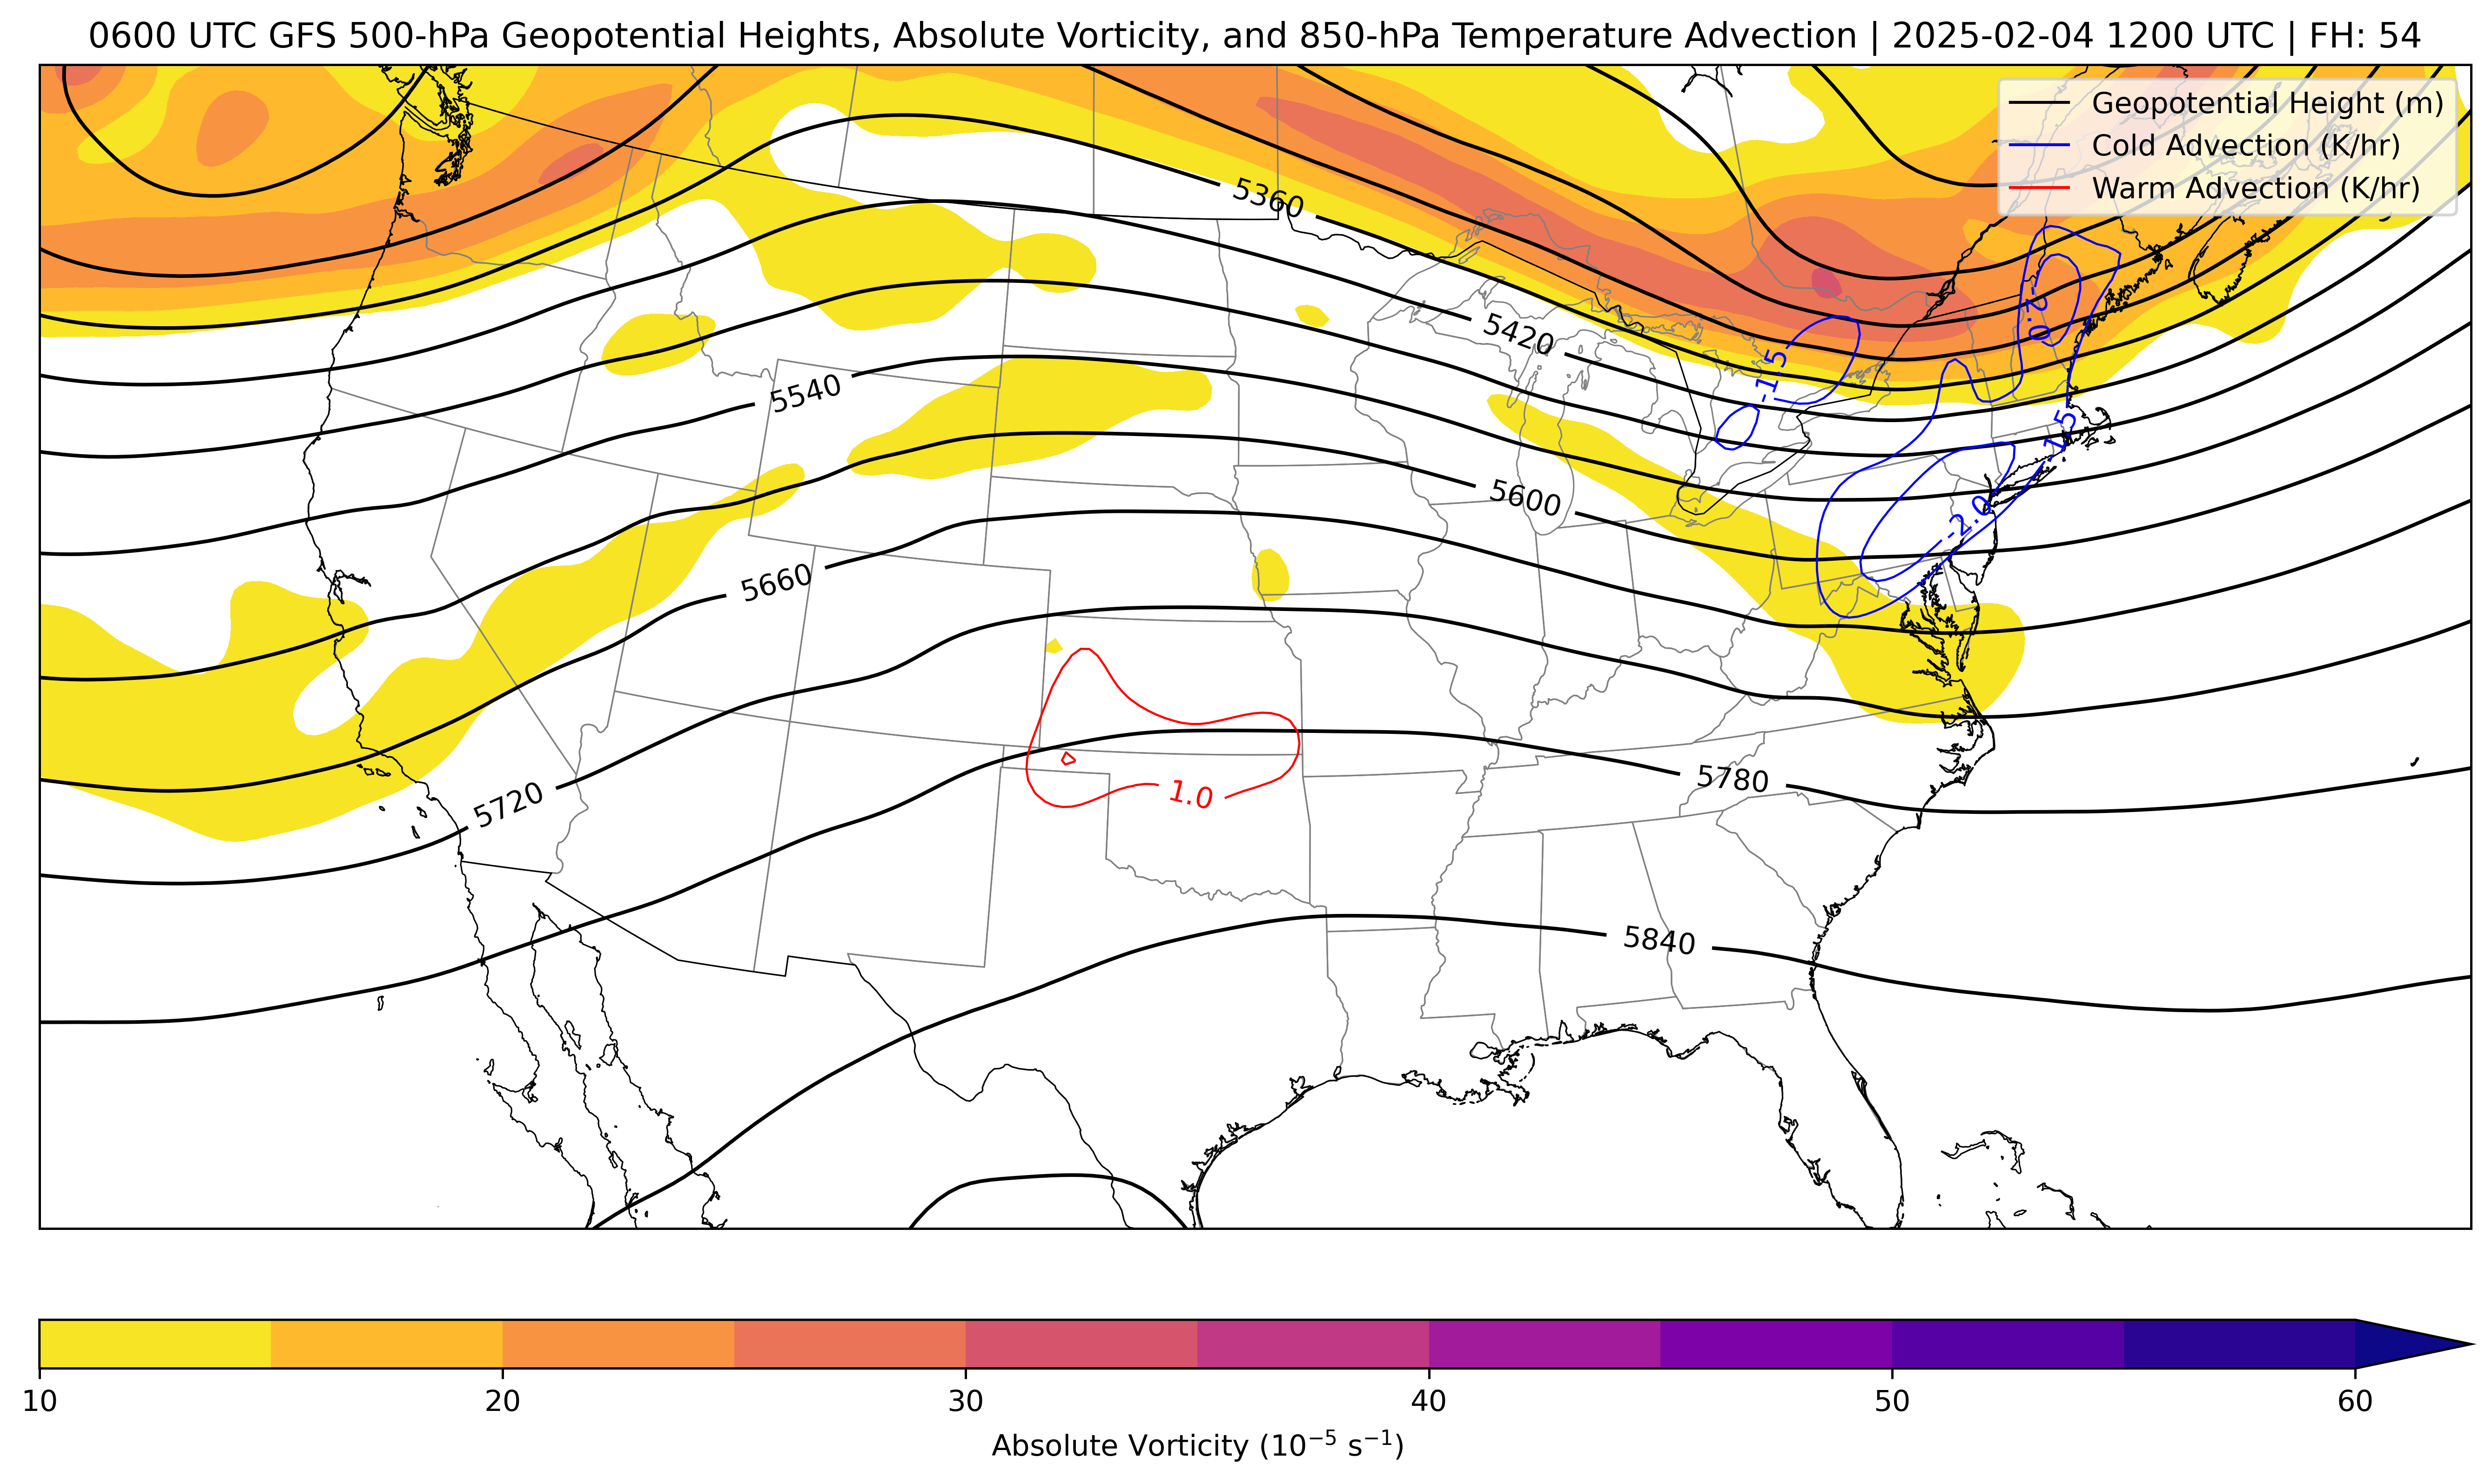 0600 UTC GFS 500-hPa Geopotential Heights, Absolute Vorticity, and 850-hPa Temperature Advection | 2025-02-04 1200 UTC | FH: 54
Geopotential Height (m)
Cold Advection (K/hr)
Warm Advection (K/hr)
5360
-2.0
5420
-1.5
5540
-1.5
5600
-2.0
5660
5720
5780
1.0
5840
10 20 30 40 50 60
Absolute Vorticity (10⁻⁵ s⁻¹)